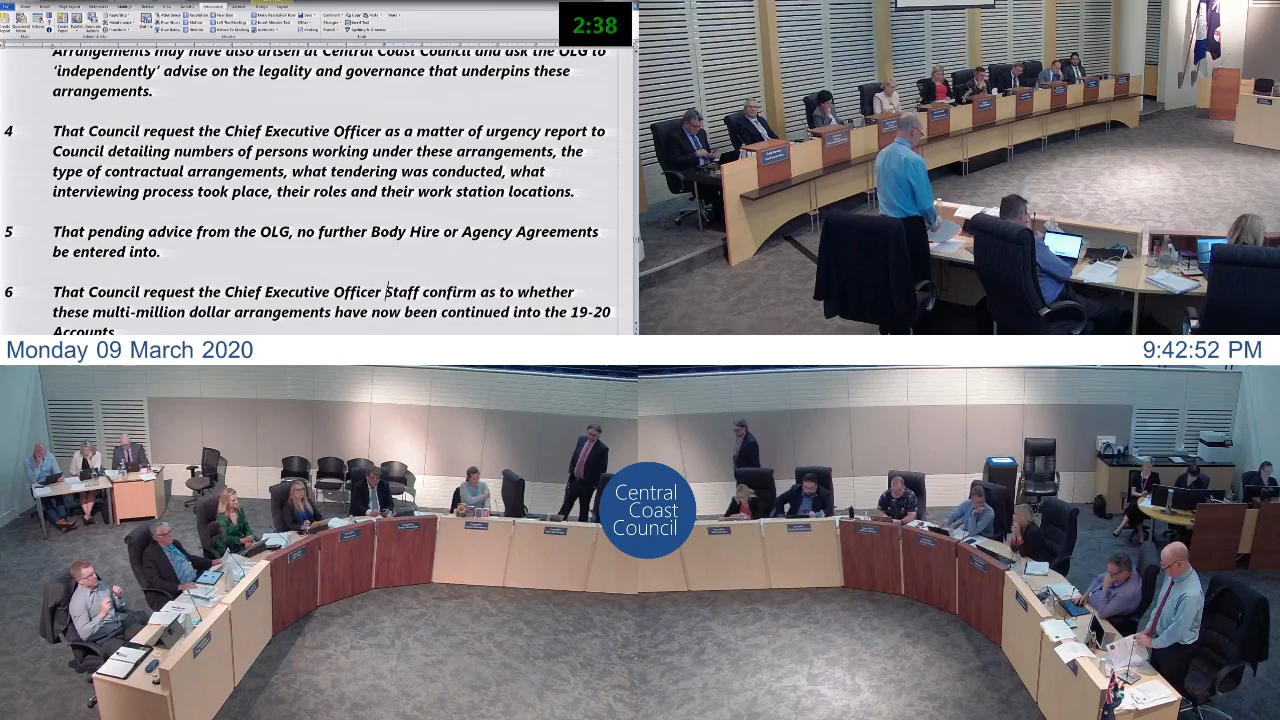 2:38
Arrangements may have also arisen at Central Coast Council and ask the OLG to
'independently' advise on the legality and governance that underpins these
arrangements.
4 That Council request the Chief Executive Officer as a matter of urgency report to
Council detailing numbers of persons working under these arrangements, the
type of contractual arrangements, what tendering was conducted, what
interviewing process took place, their roles and their work station locations.
5 That pending advice from the OLG, no further Body Hire or Agency Agreements
be entered into.
6 That Council request the Chief Executive Officer Staff confirm as to whether
these multi-million dollar arrangements have now been continued into the 19-20
Accounts
Monday 09 March 2020
9:42:52 PM
Central
Coast
Council